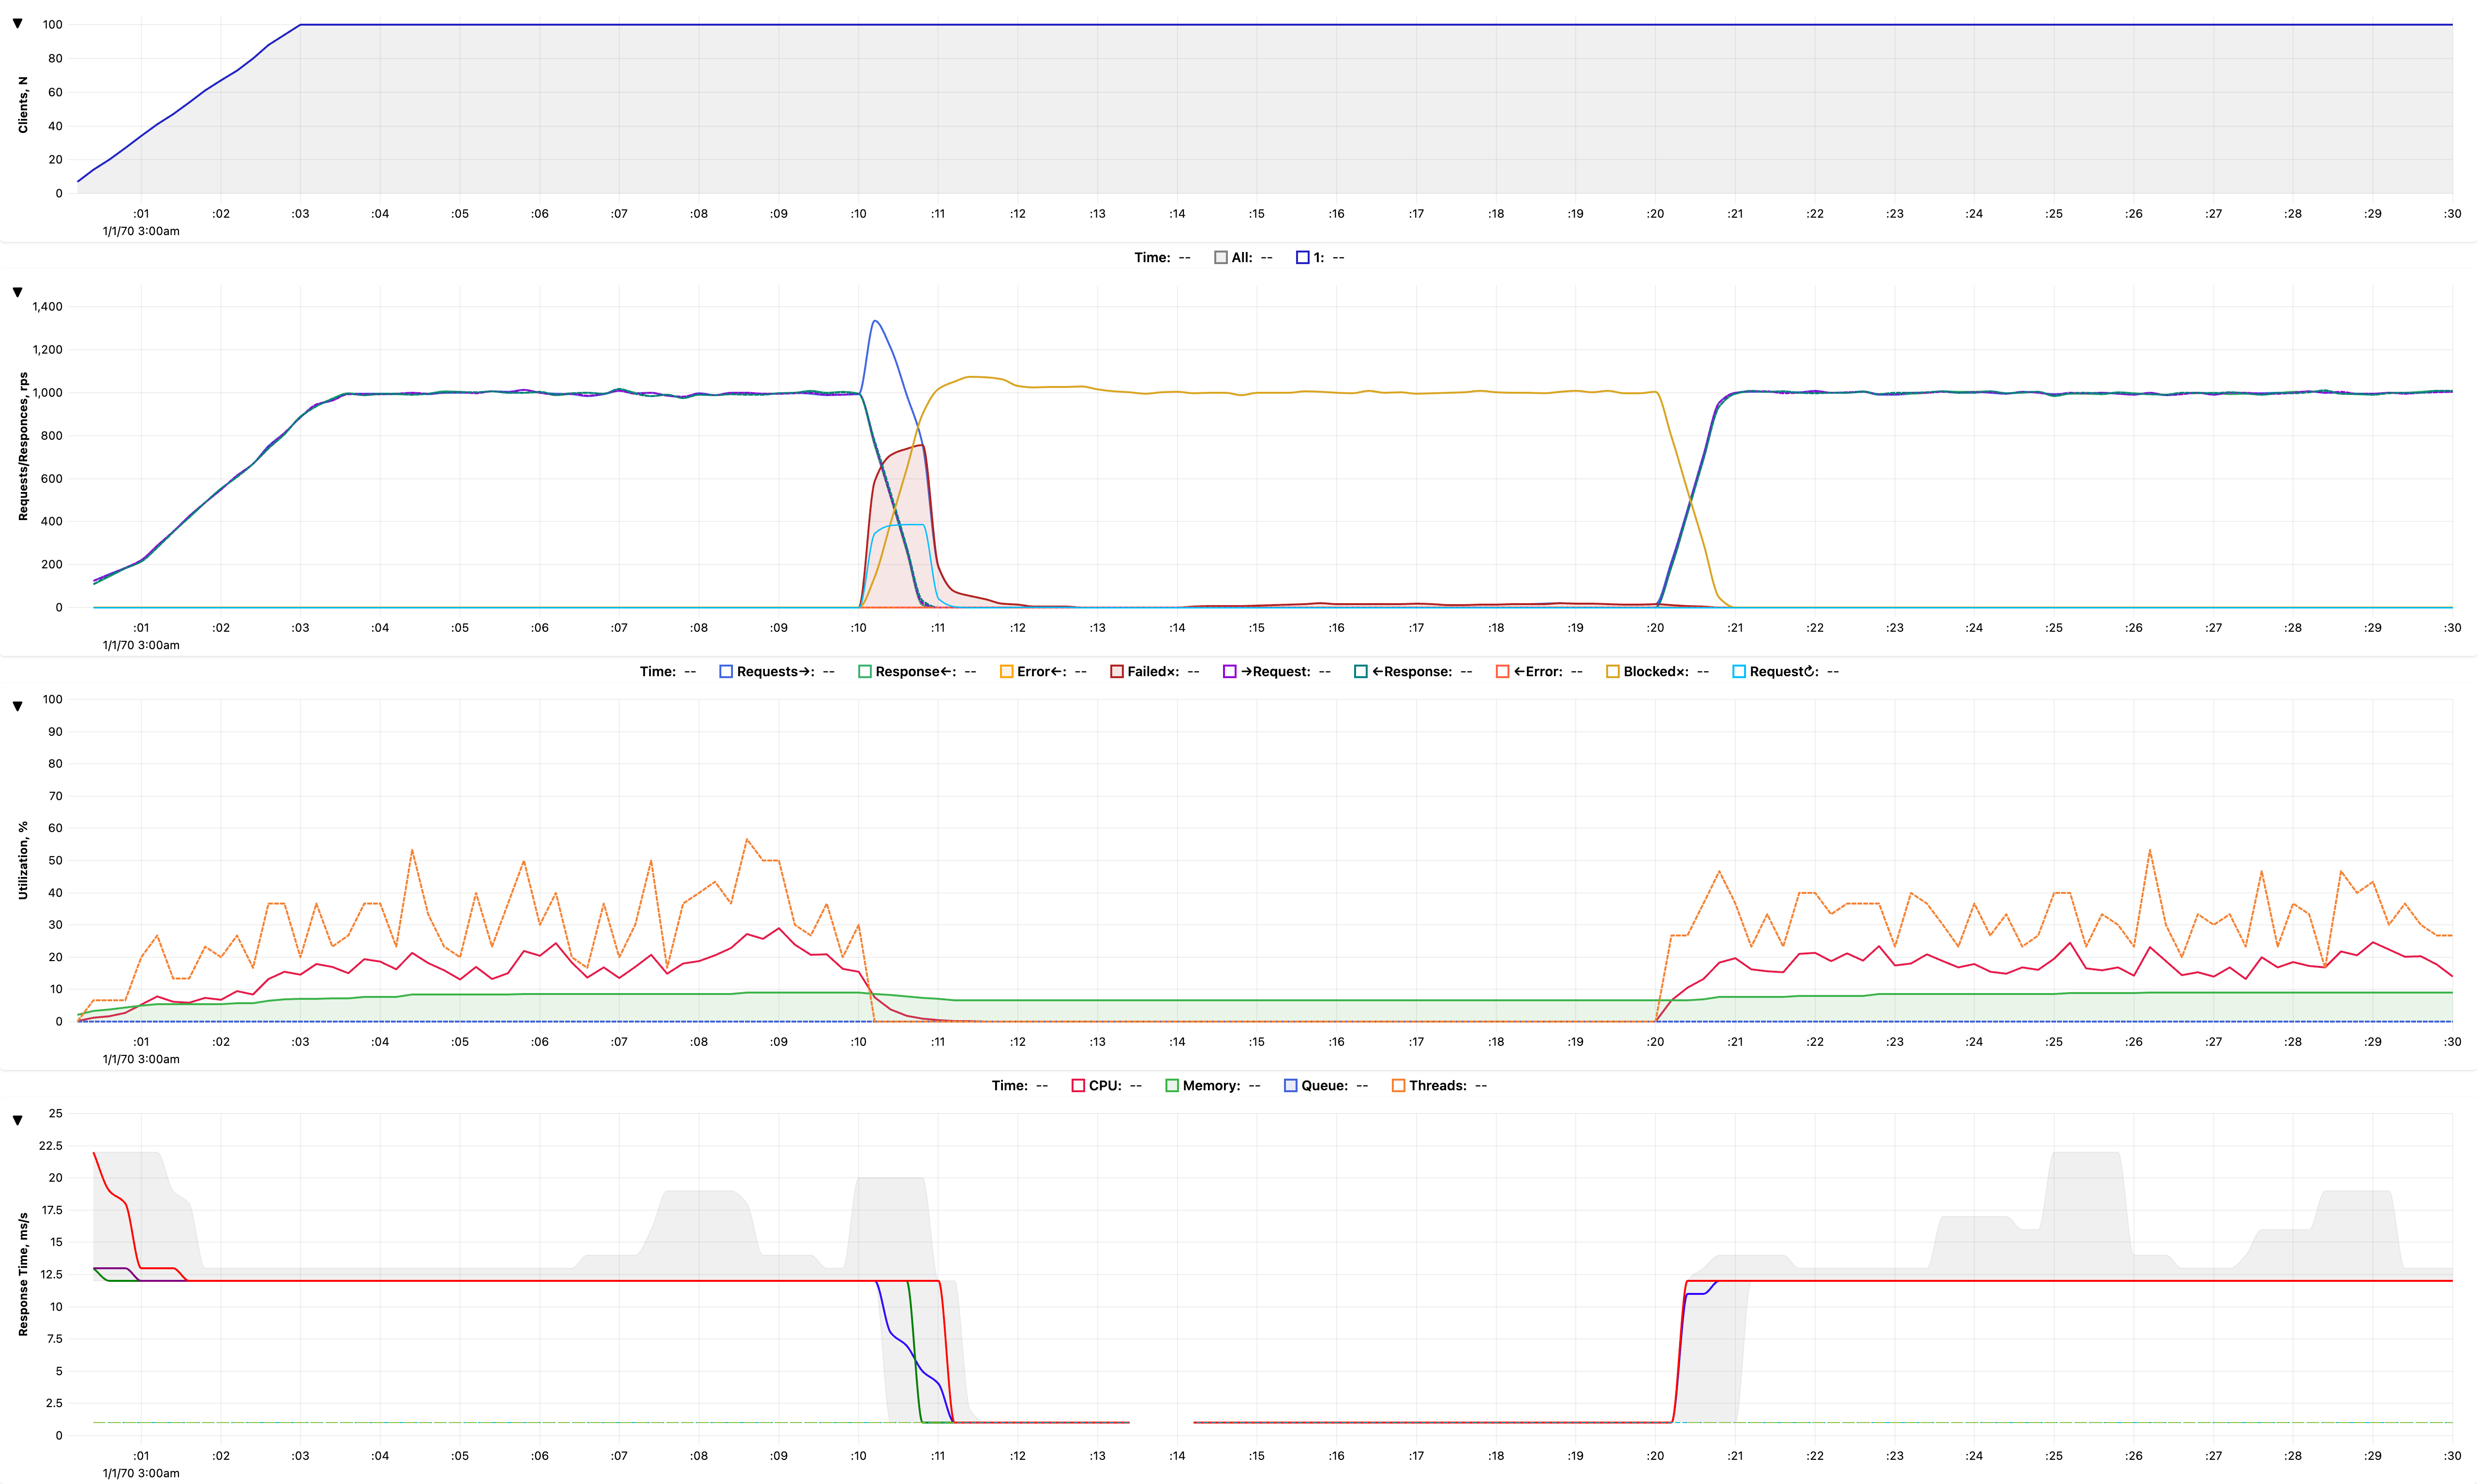 ▼
Clients, N
100
80
60
40
20
0
:01 :02 :03 :04 :05 :06 :07 :08 :09 :10 :11 :12 :13 :14 :15 :16 :17 :18 :19 :20 :21 :22 :23 :24 :25 :26 :27 :28 :29 :30
1/1/70 3:00am
Time: -- All: -- 1: --
▼
Requests/Responses, rps
1,400
1,200
1,000
800
600
400
200
0
:01 :02 :03 :04 :05 :06 :07 :08 :09 :10 :11 :12 :13 :14 :15 :16 :17 :18 :19 :20 :21 :22 :23 :24 :25 :26 :27 :28 :29 :30
1/1/70 3:00am
Time: -- Requests→: -- Response←: -- Error←: -- Failed×: -- →Request: -- ←Response: -- ←Error: -- Blocked×: -- Request↻: --
▼
Utilization, %
100
90
80
70
60
50
40
30
20
10
0
:01 :02 :03 :04 :05 :06 :07 :08 :09 :10 :11 :12 :13 :14 :15 :16 :17 :18 :19 :20 :21 :22 :23 :24 :25 :26 :27 :28 :29 :30
1/1/70 3:00am
Time: -- CPU: -- Memory: -- Queue: -- Threads: --
▼
Response Time, ms/s
25
22.5
20
17.5
15
12.5
10
7.5
5
2.5
0
:01 :02 :03 :04 :05 :06 :07 :08 :09 :10 :11 :12 :13 :14 :15 :16 :17 :18 :19 :20 :21 :22 :23 :24 :25 :26 :27 :28 :29 :30
1/1/70 3:00am